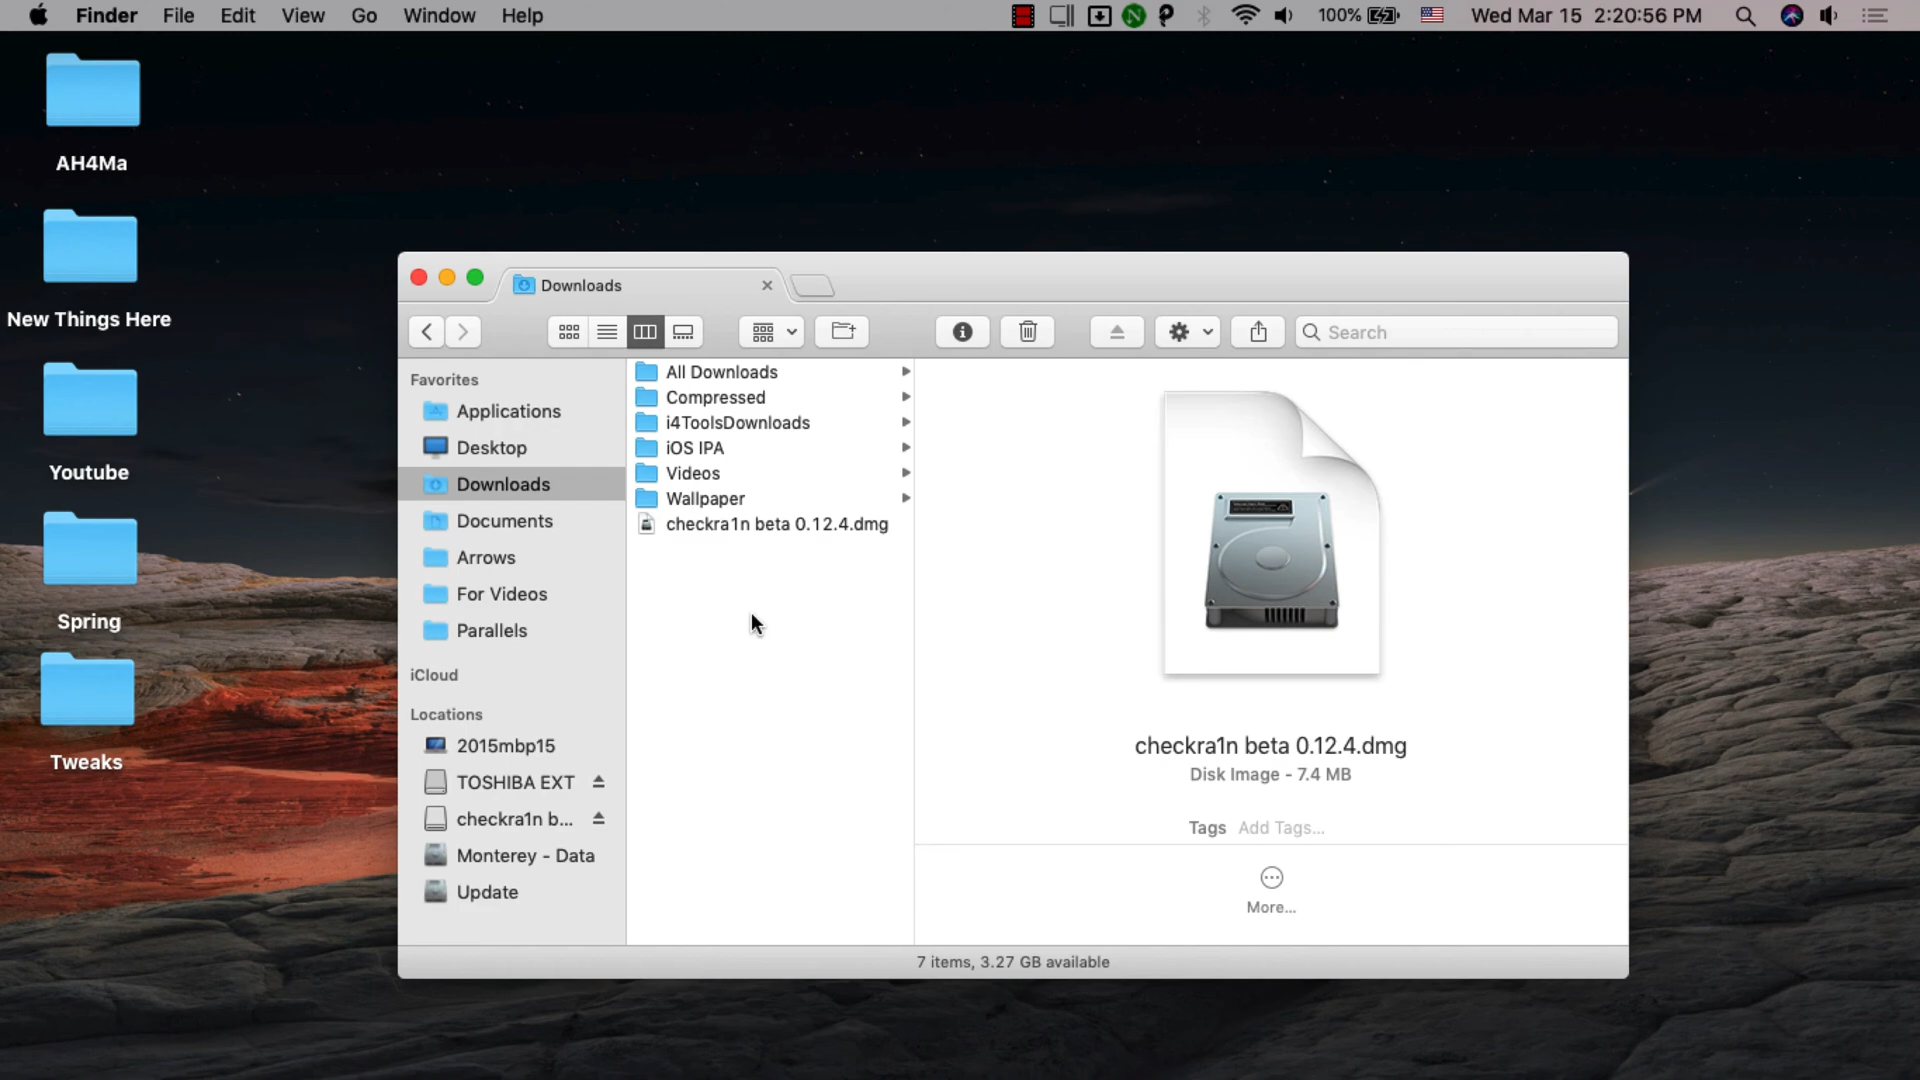 Finder File Edit View Go Window Help 100% Wed Mar 15 2:20:56 PM
AH4Ma
New Things Here
Youtube
Spring
Tweaks
Downloads
Search
Favorites
Applications
Desktop
Downloads
Documents
Arrows
For Videos
Parallels
iCloud
Locations
2015mbp15
TOSHIBA EXT
checkra1n b...
Monterey - Data
Update
All Downloads
Compressed
i4ToolsDownloads
iOS IPA
Videos
Wallpaper
checkra1n beta 0.12.4.dmg
checkra1n beta 0.12.4.dmg
Disk Image - 7.4 MB
Tags Add Tags...
More...
7 items, 3.27 GB available